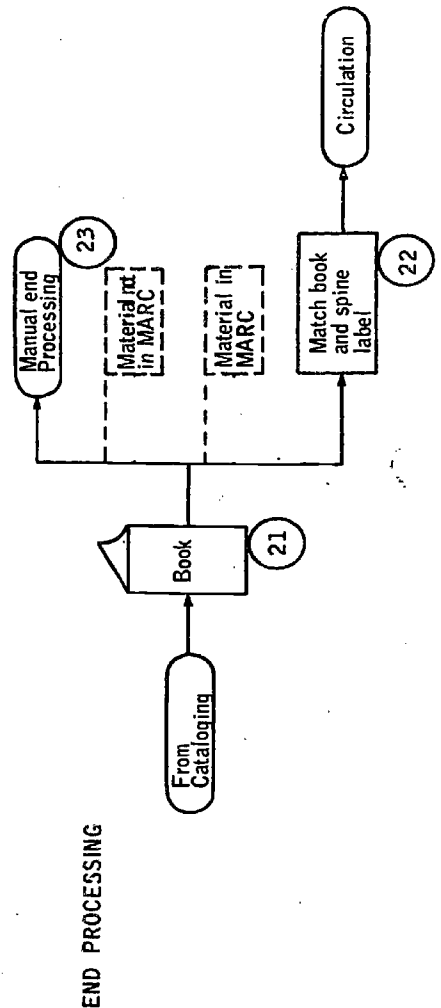 END PROCESSING
From
Cataloging
Book
21
Manual end
Processing
23
Material not
in MARC
Material in
MARC
Match book
and spine
label
22
Circulation